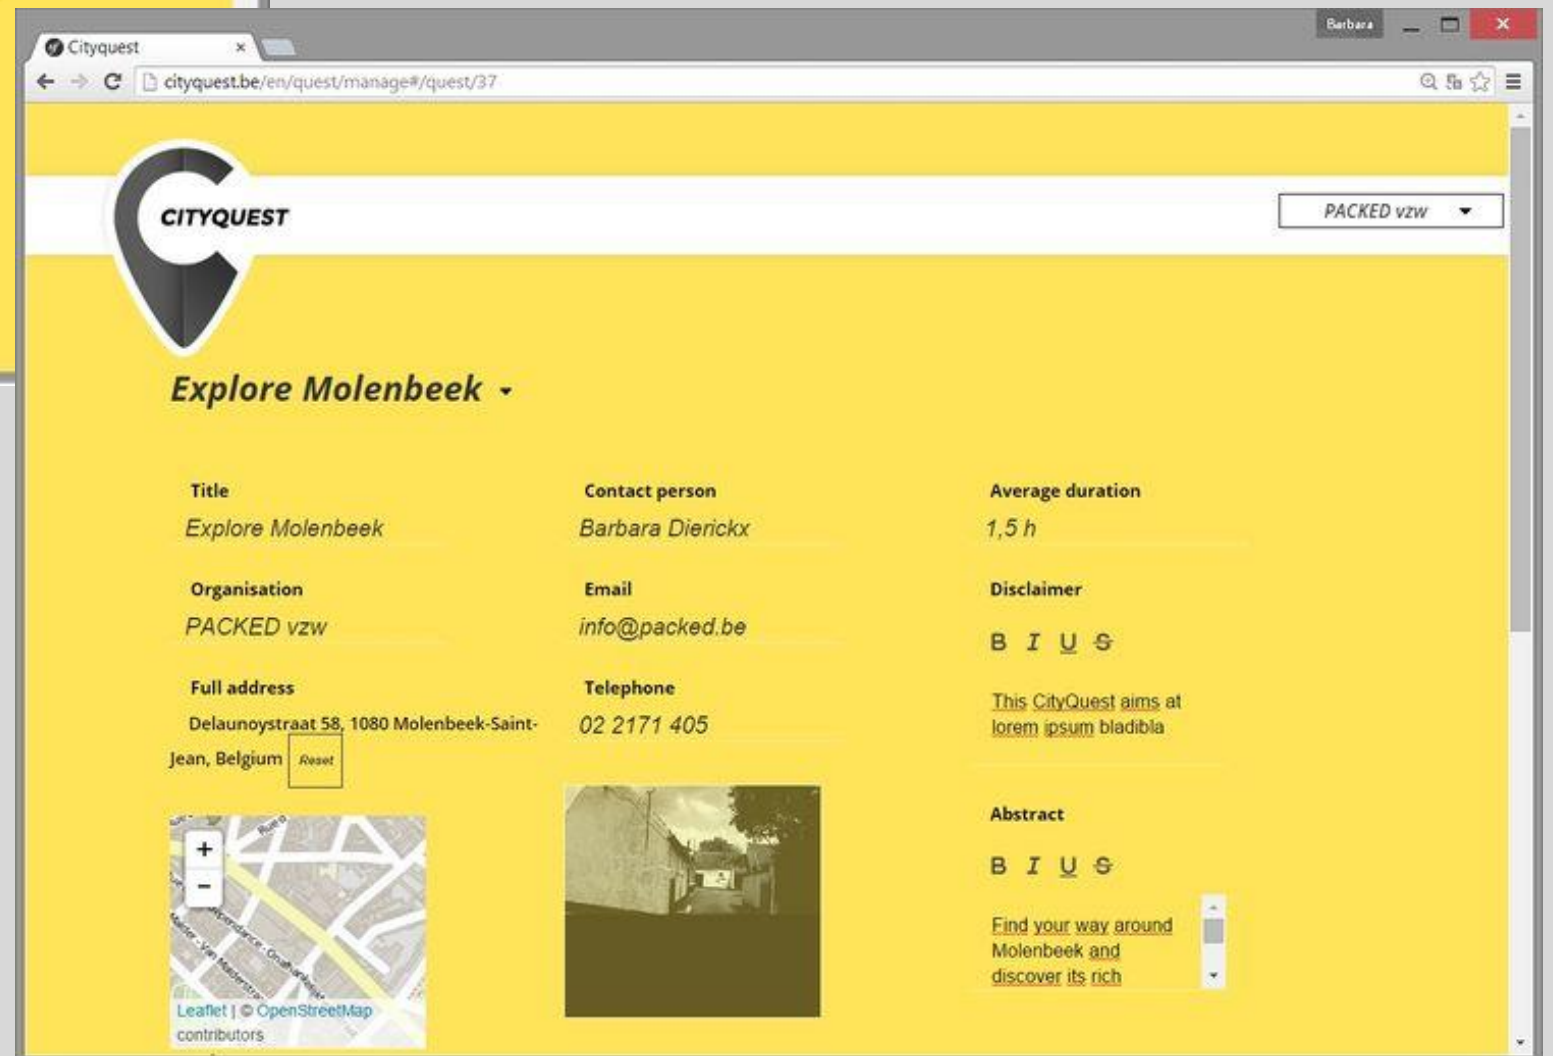 Barbara
Cityquest
cityquest.be/en/quest/manage#/quest/37
CITYQUEST
PACKED vzw
Explore Molenbeek
Title
Explore Molenbeek
Organisation
PACKED vzw
Full address
Delaunoystraat 58, 1080 Molenbeek-Saint-
Jean, Belgium Reset
+
−
Leaflet | © OpenStreetMap
contributors
Contact person
Barbara Dierickx
Email
info@packed.be
Telephone
02 2171 405
Average duration
1,5 h
Disclaimer
B I U S
This CityQuest aims at
lorem ipsum bladibla
Abstract
B I U S
Find your way around
Molenbeek and
discover its rich